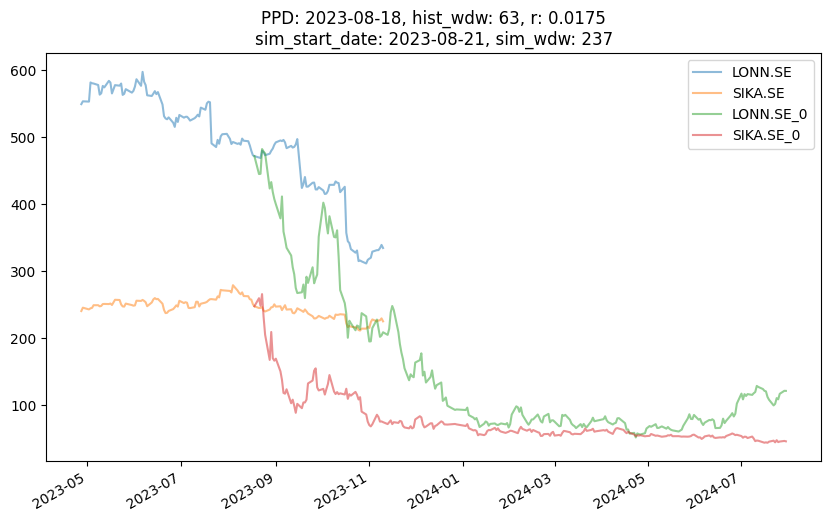 PPD: 2023-08-18, hist_wdw: 63, r: 0.0175
sim_start_date: 2023-08-21, sim_wdw: 237
LONN.SE
SIKA.SE
LONN.SE_0
SIKA.SE_0
600
500
400
300
200
100
2023-05
2023-07
2023-09
2023-11
2024-01
2024-03
2024-05
2024-07